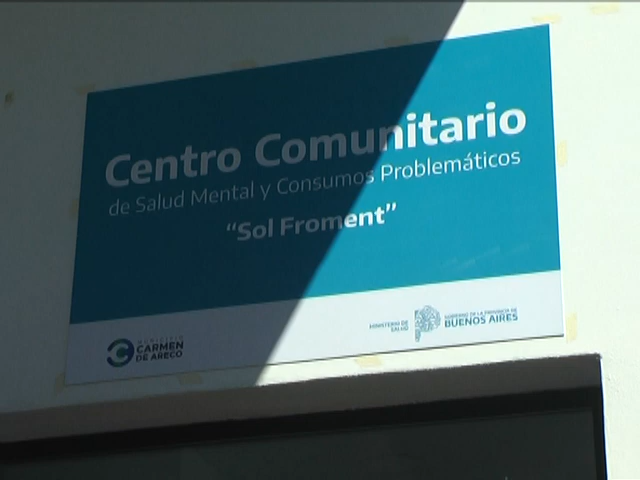 Centro Comunitario
de Salud Mental y Consumos Problemáticos
“Sol Froment”
MUNICIPIO
CARMEN
DE ARECO
MINISTERIO DE
SALUD
GOBIERNO DE LA PROVINCIA DE
BUENOS AIRES